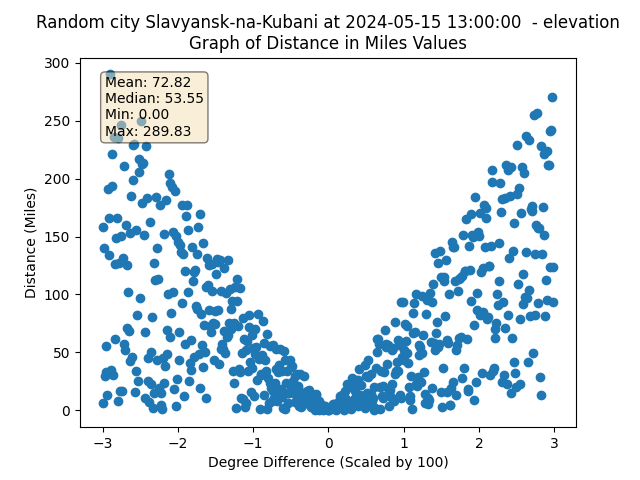 Random city Slavyansk-na-Kubani at 2024-05-15 13:00:00  - elevation
Graph of Distance in Miles Values
Mean: 72.82
Median: 53.55
Min: 0.00
Max: 289.83
300
250
200
150
100
50
0
Distance (Miles)
−3
−2
−1
0
1
2
3
Degree Difference (Scaled by 100)